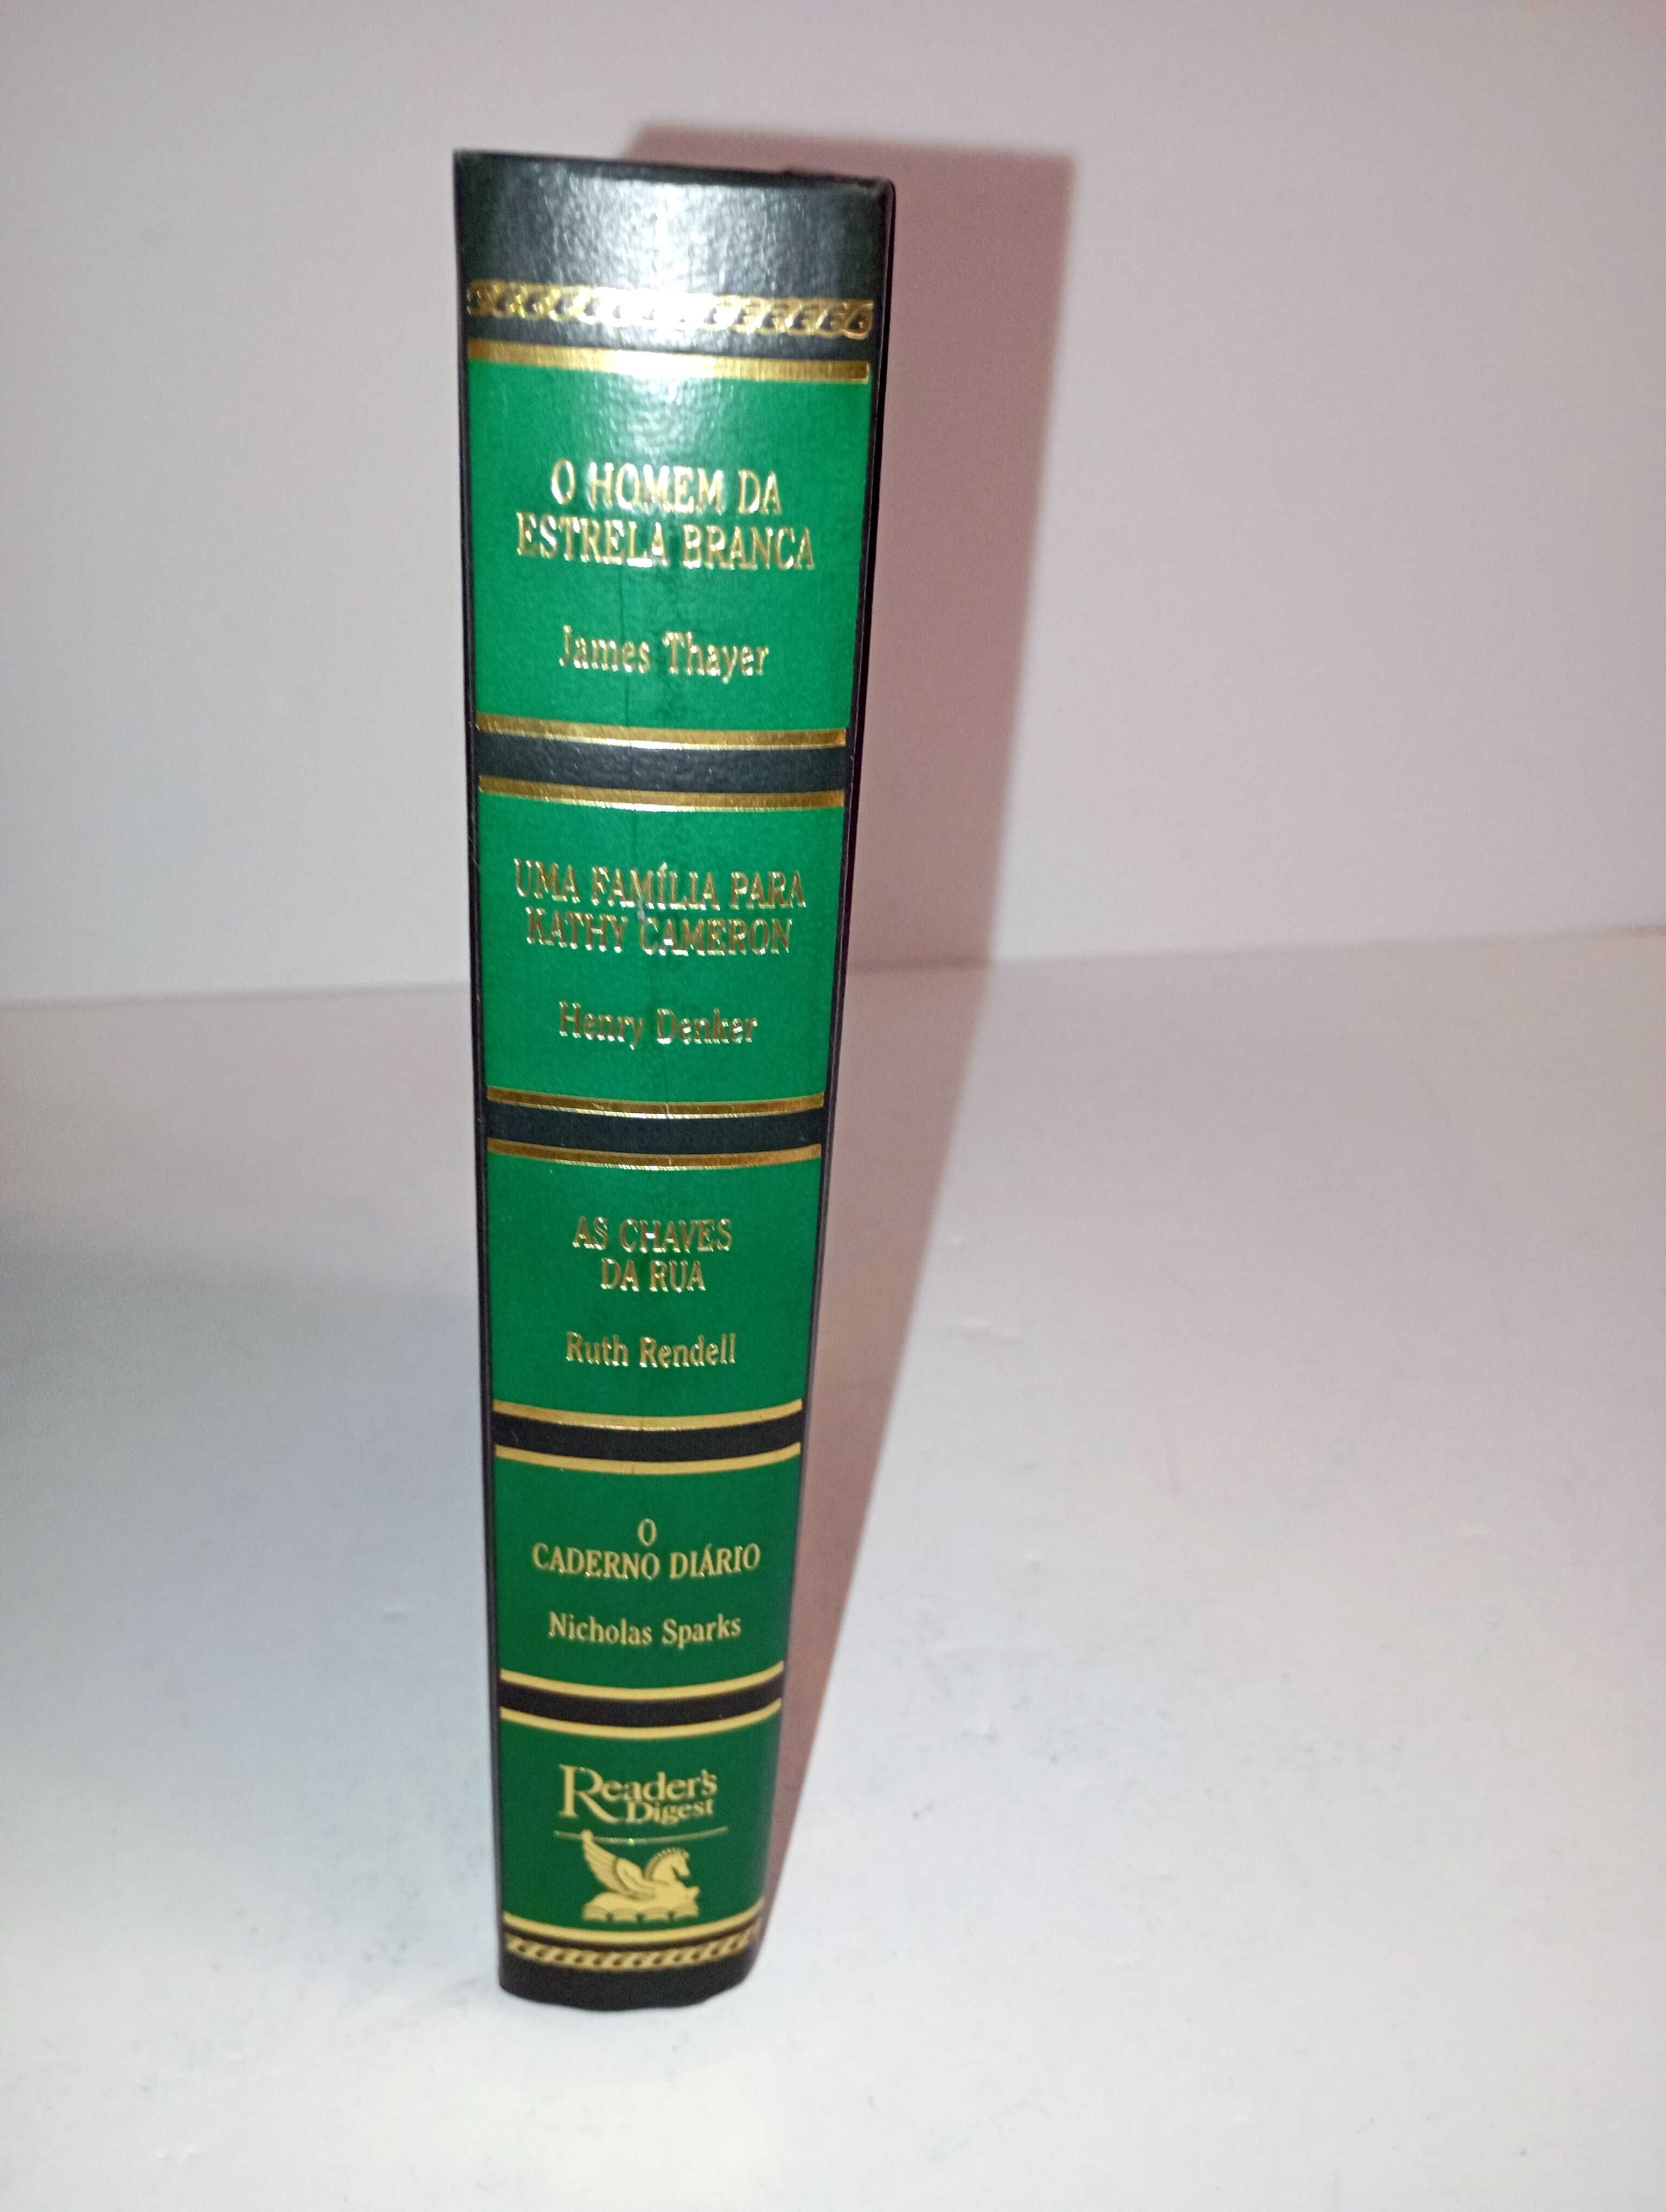 O HOMEM DA
ESTRELA BRANCA
James Thayer
UMA FAMÍLIA PARA
KATHY CAMERON
Henry Denker
AS CHAVES
DA RUA
Ruth Rendell
O
CADERNO DIÁRIO
Nicholas Sparks
Reader's
Digest